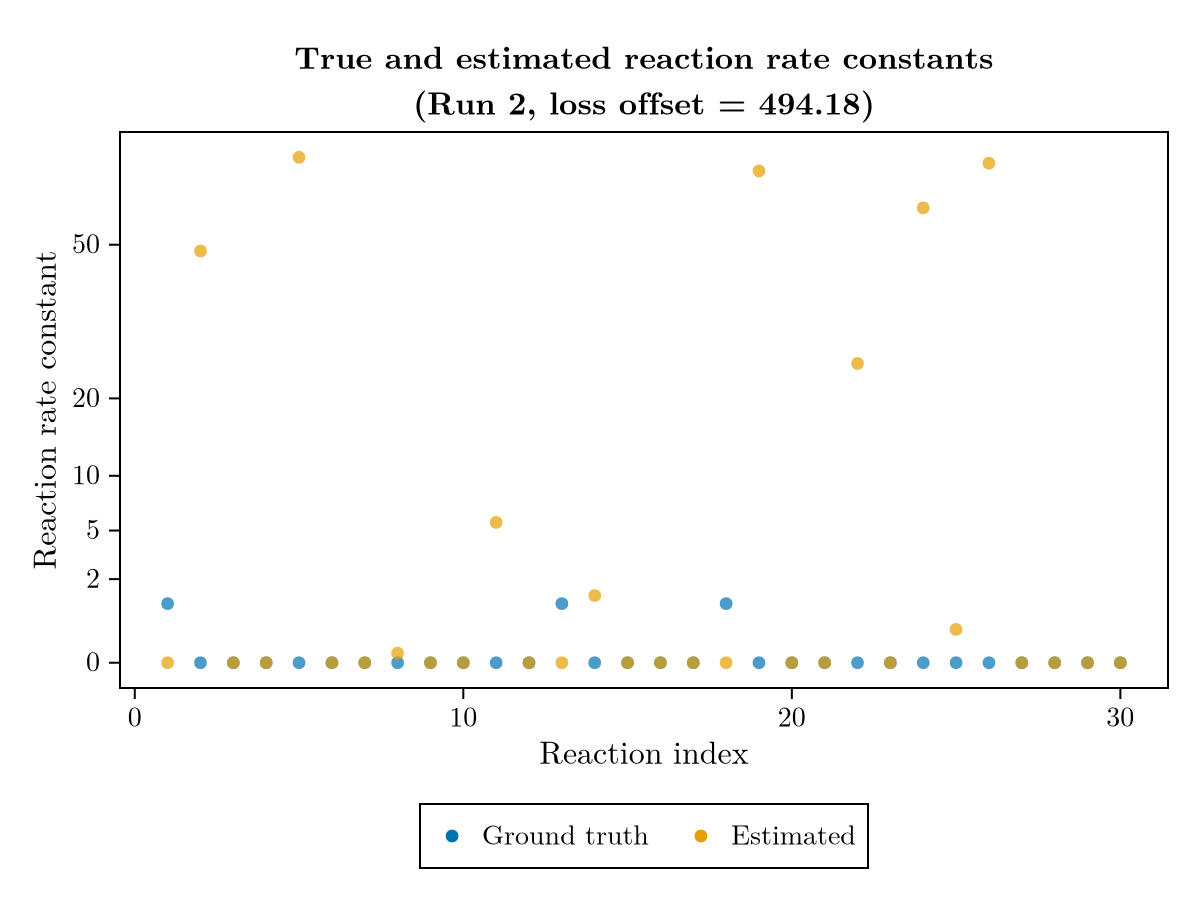 True and estimated reaction rate constants
(Run 2, loss offset = 494.18)
Reaction rate constant
50
20
10
5
2
0
0 10 20 30
Reaction index
Ground truth Estimated